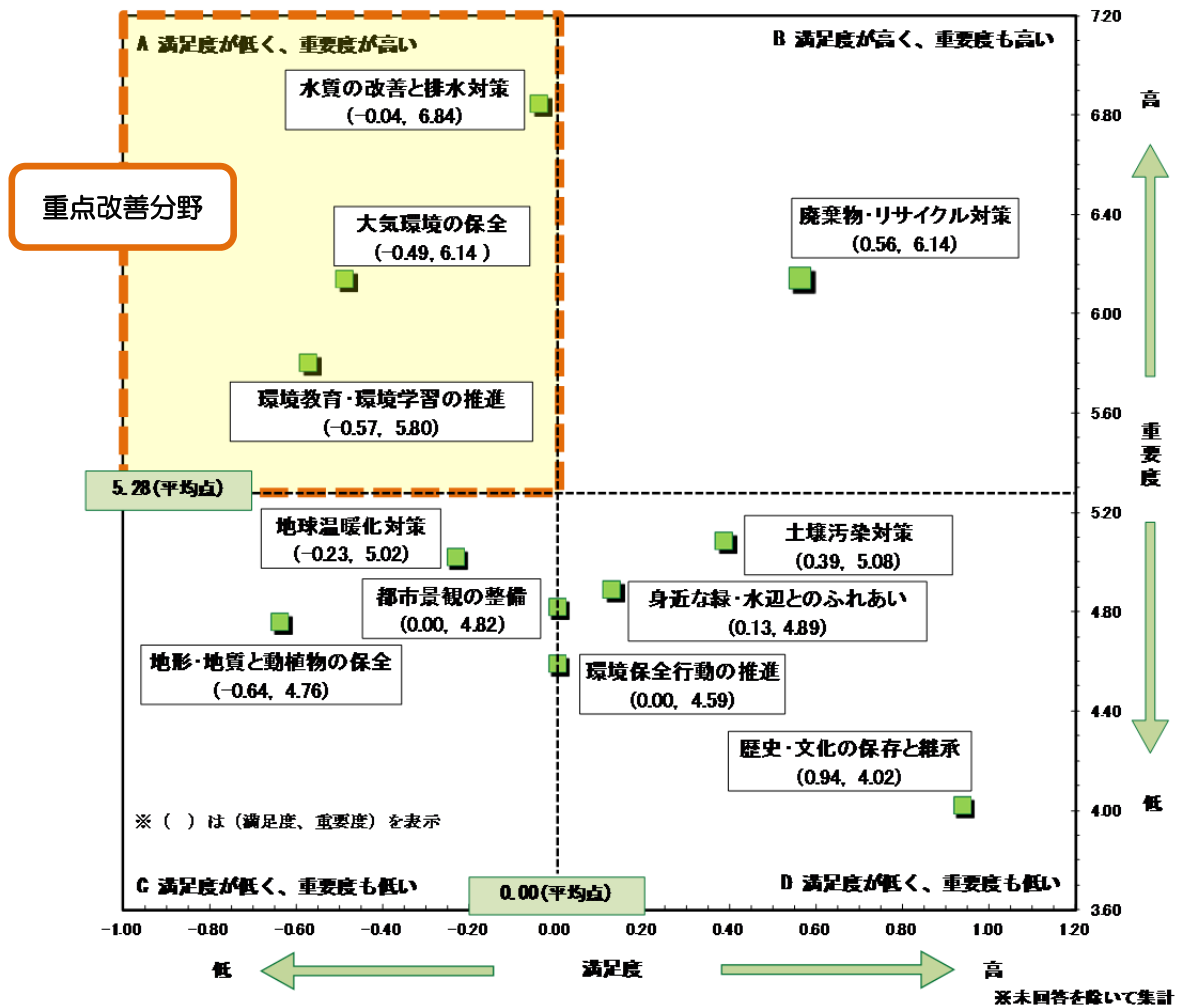 A 満足度が低く、重要度が高い
B 満足度が高く、重要度も高い
水質の改善と排水対策
(-0.04, 6.84)
重点改善分野
大気環境の保全
(-0.49, 6.14 )
廃棄物・リサイクル対策
(0.56, 6.14)
環境教育・環境学習の推進
(-0.57, 5.80)
5.28(平均点)
地球温暖化対策
(-0.23, 5.02)
土壌汚染対策
(0.39, 5.08)
都市景観の整備
(0.00, 4.82)
身近な緑・水辺とのふれあい
(0.13, 4.89)
地形・地質と動植物の保全
(-0.64, 4.76)
環境保全行動の推進
(0.00, 4.59)
歴史・文化の保存と継承
(0.94, 4.02)
※ ( ) は (満足度、重要度) を表示
C 満足度が低く、重要度も低い
0.00(平均点)
D 満足度が低く、重要度も低い
7.20
6.80
6.40
6.00
5.60
5.20
4.80
4.40
4.00
3.60
高
重要度
低
-1.00 -0.80 -0.60 -0.40 -0.20 0.00 0.20 0.40 0.60 0.80 1.00 1.20
低 満足度 高
※未回答を除いて集計